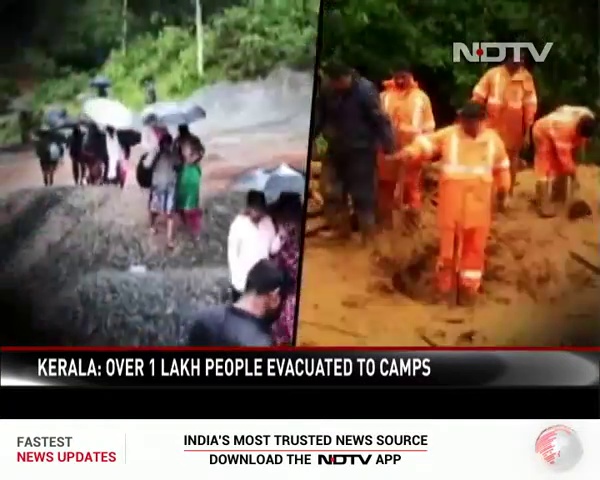 NDTV
KERALA: OVER 1 LAKH PEOPLE EVACUATED TO CAMPS
FASTEST
NEWS UPDATES
INDIA'S MOST TRUSTED NEWS SOURCE
DOWNLOAD THE NDTV APP